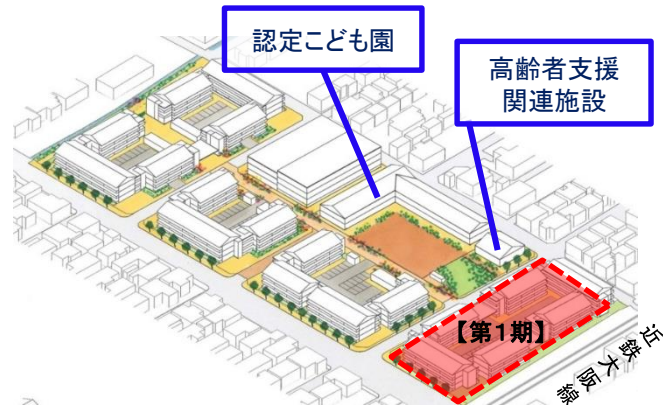 認定こども園
高齢者支援
関連施設
【第1期】
近鉄大阪線